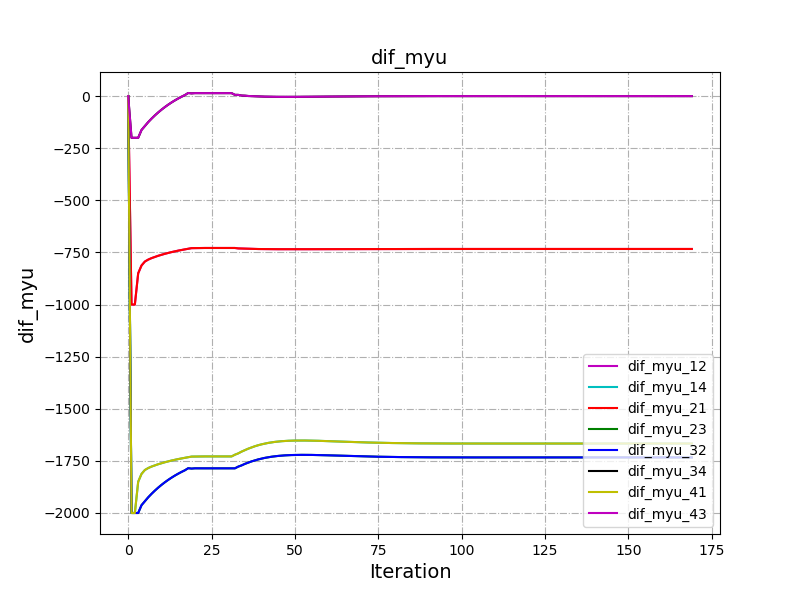 dif_myu
0
−250
−500
−750
−1000
−1250
−1500
−1750
−2000
dif_myu
dif_myu_12
dif_myu_14
dif_myu_21
dif_myu_23
dif_myu_32
dif_myu_34
dif_myu_41
dif_myu_43
0 25 50 75 100 125 150 175
Iteration